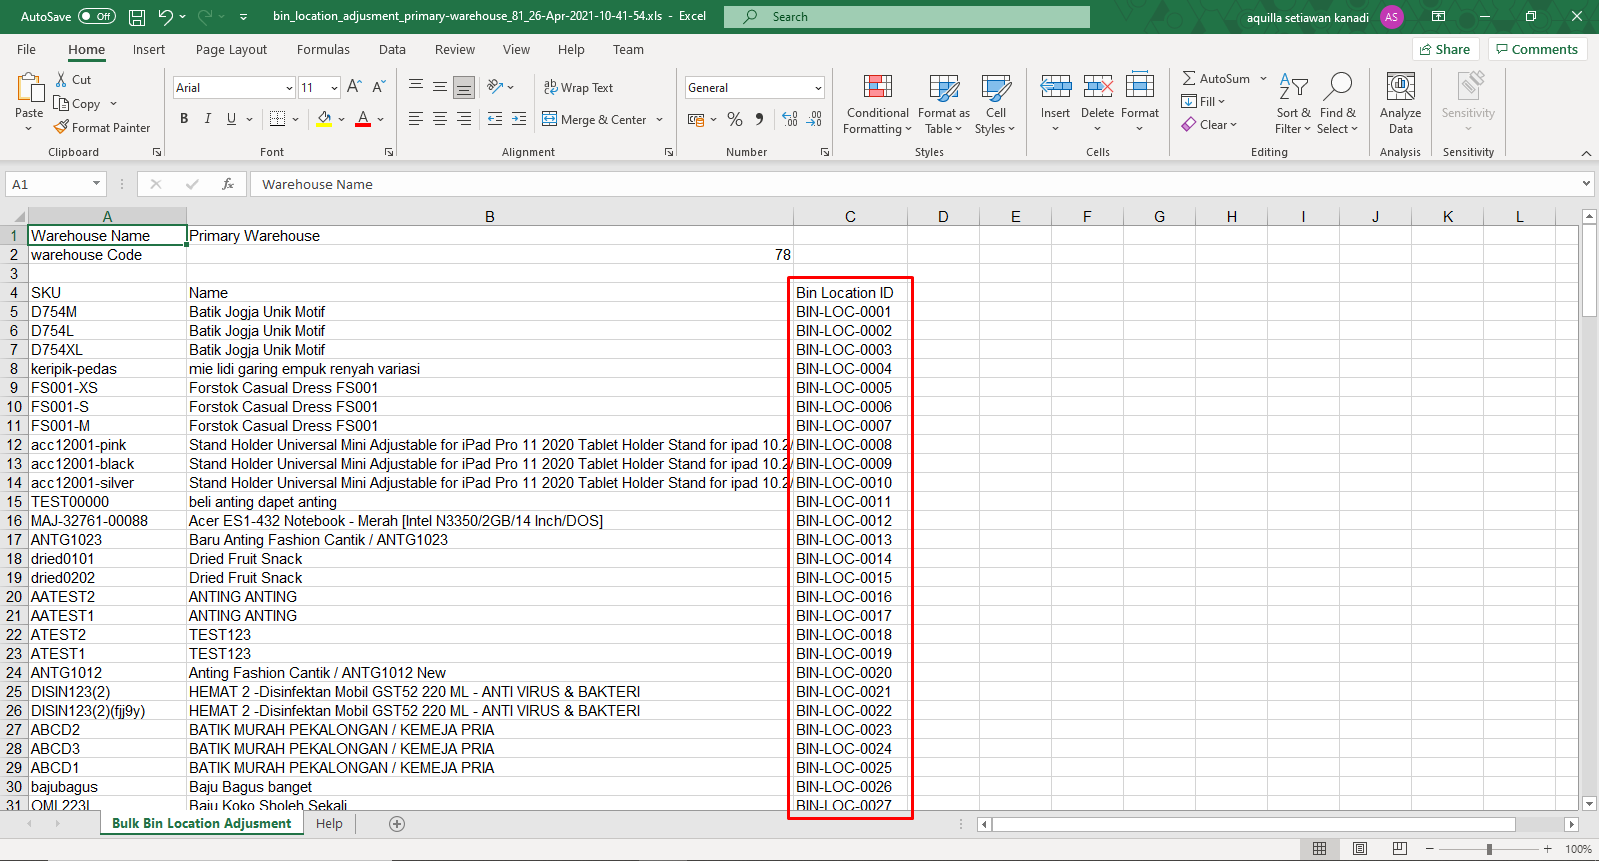 AutoSave Off bin_location_adjusment_primary-warehouse_81_26-Apr-2021-10-41-54.xls - Excel Search aquilla setiawan kanadi AS
File Home Insert Page Layout Formulas Data Review View Help Team Share Comments
Paste Cut Copy Format Painter
Clipboard
Arial 11 A A
B I U A
Font
Wrap Text
Merge & Center
Alignment
General
Number
Conditional Formatting Format as Table Cell Styles
Styles
Insert Delete Format
Cells
AutoSum Fill Clear Sort & Filter Find & Select
Editing
Analyze Data
Analysis
Sensitivity
Sensitivity
A1 fx Warehouse Name
A B C D E F G H I J K L
1 Warehouse Name Primary Warehouse
2 warehouse Code 78
3
4 SKU Name Bin Location ID
5 D754M Batik Jogja Unik Motif BIN-LOC-0001
6 D754L Batik Jogja Unik Motif BIN-LOC-0002
7 D754XL Batik Jogja Unik Motif BIN-LOC-0003
8 keripik-pedas mie lidi garing empuk renyah variasi BIN-LOC-0004
9 FS001-XS Forstok Casual Dress FS001 BIN-LOC-0005
10 FS001-S Forstok Casual Dress FS001 BIN-LOC-0006
11 FS001-M Forstok Casual Dress FS001 BIN-LOC-0007
12 acc12001-pink Stand Holder Universal Mini Adjustable for iPad Pro 11 2020 Tablet Holder Stand for ipad 10.2/ BIN-LOC-0008
13 acc12001-black Stand Holder Universal Mini Adjustable for iPad Pro 11 2020 Tablet Holder Stand for ipad 10.2/ BIN-LOC-0009
14 acc12001-silver Stand Holder Universal Mini Adjustable for iPad Pro 11 2020 Tablet Holder Stand for ipad 10.2/ BIN-LOC-0010
15 TEST00000 beli anting dapet anting BIN-LOC-0011
16 MAJ-32761-00088 Acer ES1-432 Notebook - Merah [Intel N3350/2GB/14 Inch/DOS] BIN-LOC-0012
17 ANTG1023 Baru Anting Fashion Cantik / ANTG1023 BIN-LOC-0013
18 dried0101 Dried Fruit Snack BIN-LOC-0014
19 dried0202 Dried Fruit Snack BIN-LOC-0015
20 AATEST2 ANTING ANTING BIN-LOC-0016
21 AATEST1 ANTING ANTING BIN-LOC-0017
22 ATEST2 TEST123 BIN-LOC-0018
23 ATEST1 TEST123 BIN-LOC-0019
24 ANTG1012 Anting Fashion Cantik / ANTG1012 New BIN-LOC-0020
25 DISIN123(2) HEMAT 2 -Disinfektan Mobil GST52 220 ML - ANTI VIRUS & BAKTERI BIN-LOC-0021
26 DISIN123(2)(fjj9y) HEMAT 2 -Disinfektan Mobil GST52 220 ML - ANTI VIRUS & BAKTERI BIN-LOC-0022
27 ABCD2 BATIK MURAH PEKALONGAN / KEMEJA PRIA BIN-LOC-0023
28 ABCD3 BATIK MURAH PEKALONGAN / KEMEJA PRIA BIN-LOC-0024
29 ABCD1 BATIK MURAH PEKALONGAN / KEMEJA PRIA BIN-LOC-0025
30 bajubagus Baju Bagus banget BIN-LOC-0026
31 Baju Koko Sholeh Sekali BIN-LOC-0027
Bulk Bin Location Adjusment Help
100%